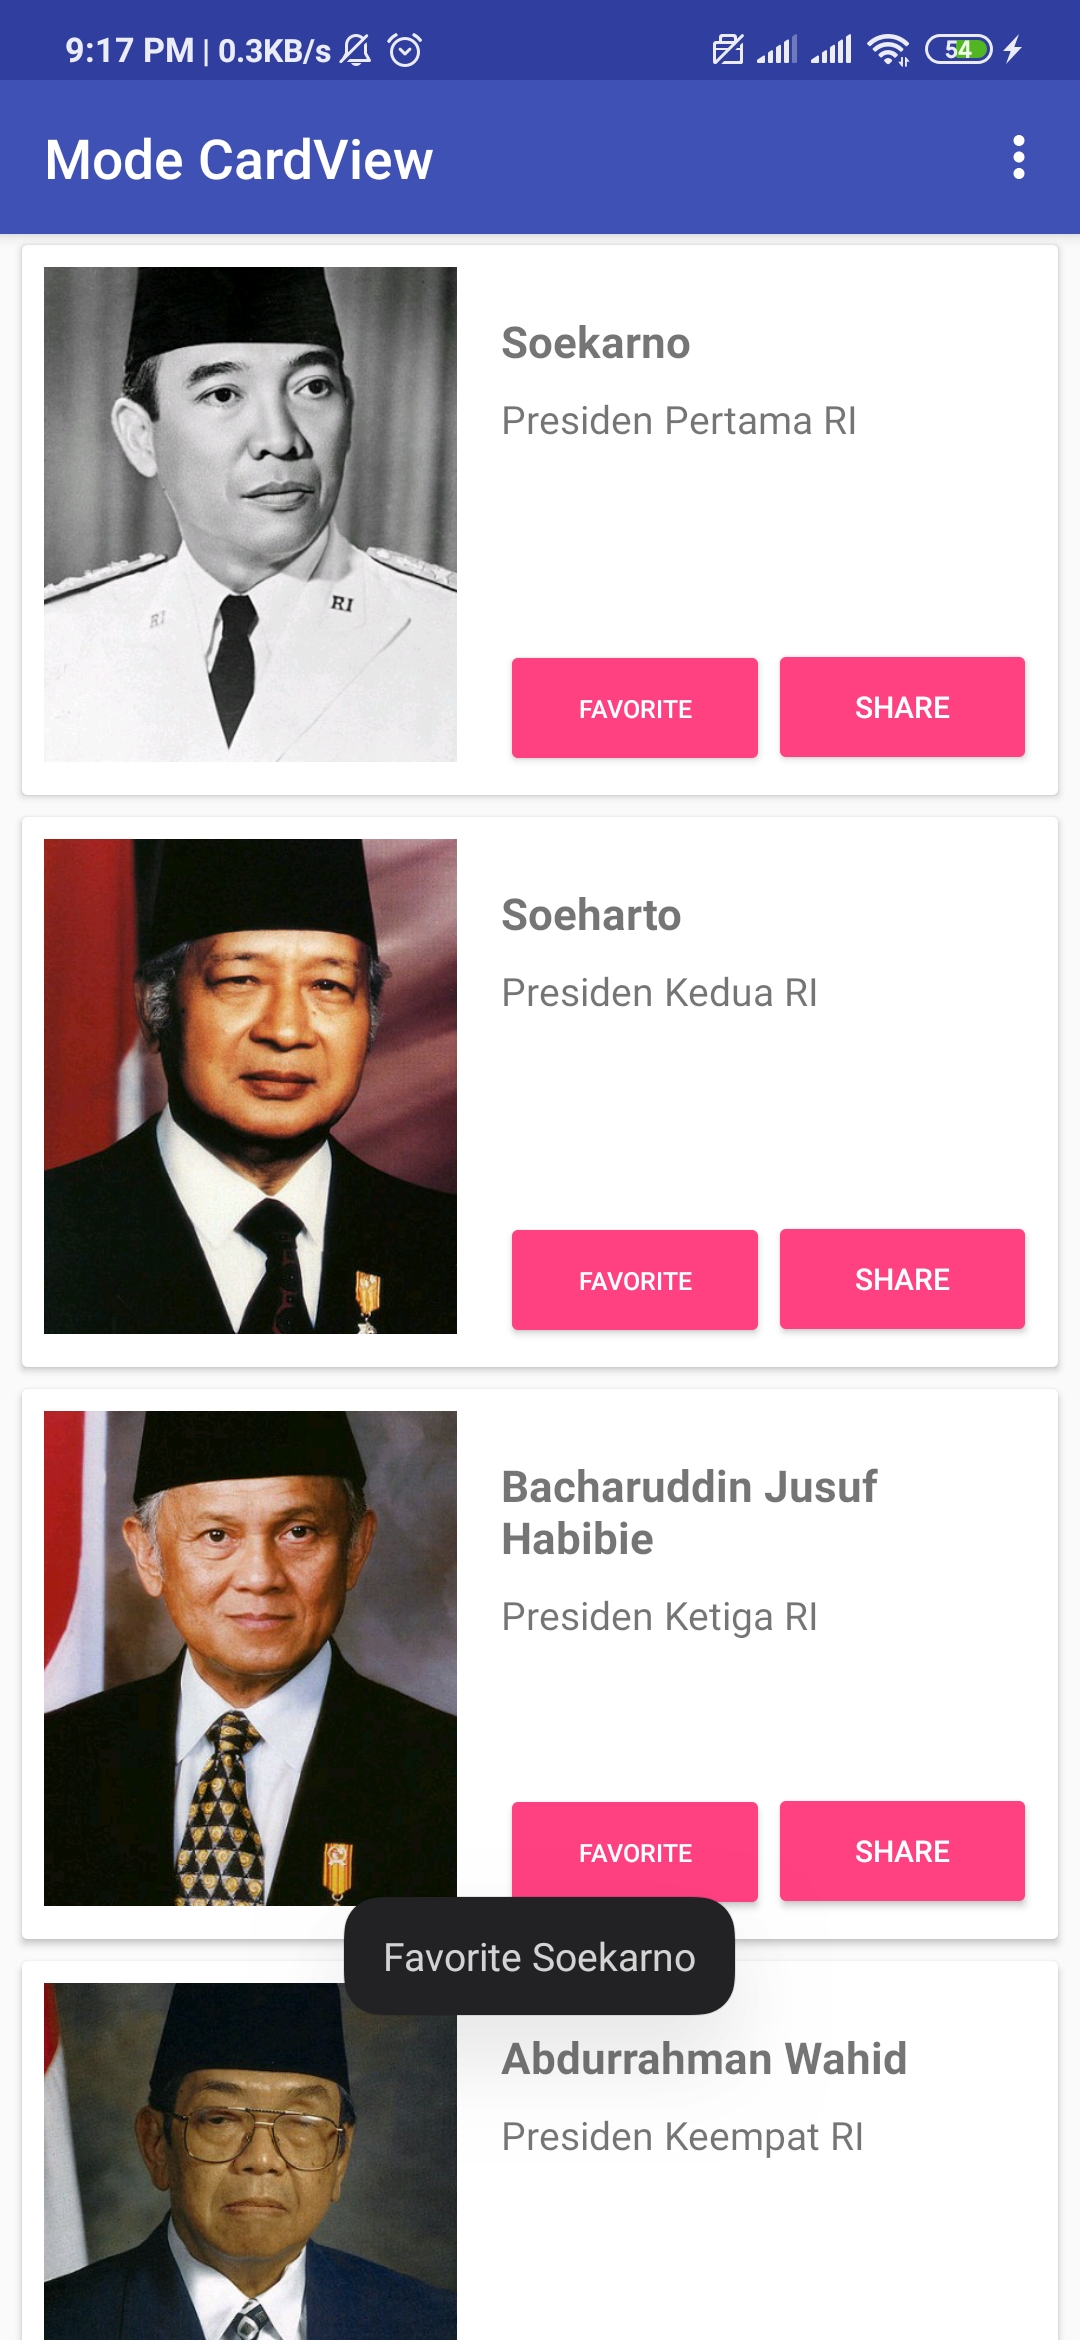 9:17 PM | 0.3KB/s
54
Mode CardView
RI
RI
Soekarno
Presiden Pertama RI
FAVORITE
SHARE
Soeharto
Presiden Kedua RI
FAVORITE
SHARE
Bacharuddin Jusuf
Habibie
Presiden Ketiga RI
FAVORITE
SHARE
Favorite Soekarno
Abdurrahman Wahid
Presiden Keempat RI